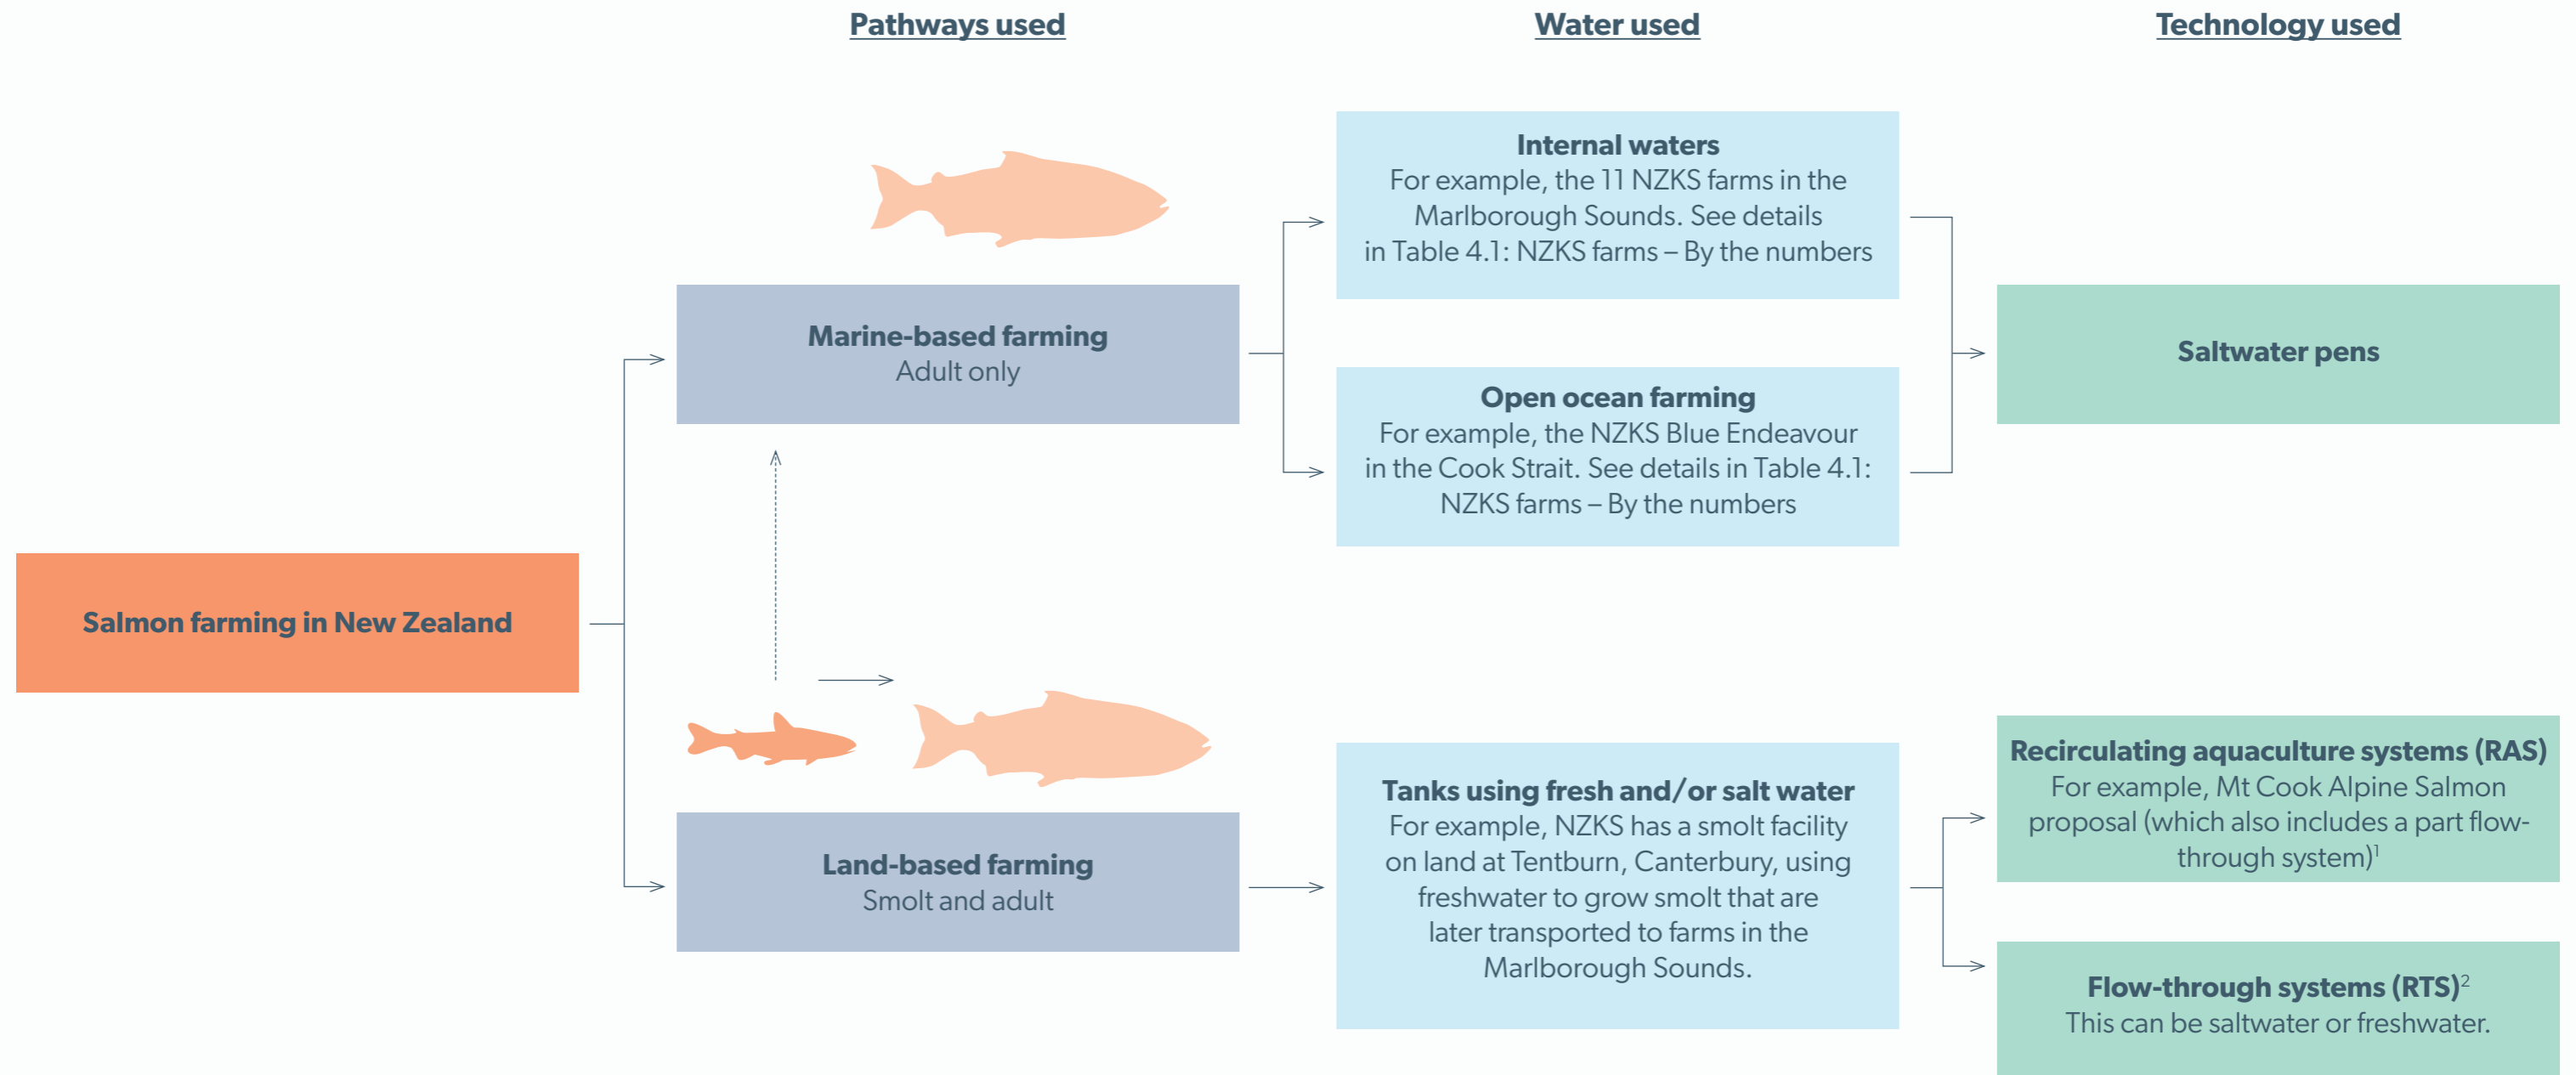 Pathways used
Water used
Technology used
Salmon farming in New Zealand
Marine-based farming
Adult only
Internal waters
For example, the 11 NZKS farms in the
Marlborough Sounds. See details
in Table 4.1: NZKS farms – By the numbers
Open ocean farming
For example, the NZKS Blue Endeavour
in the Cook Strait. See details in Table 4.1:
NZKS farms – By the numbers
Saltwater pens
Land-based farming
Smolt and adult
Tanks using fresh and/or salt water
For example, NZKS has a smolt facility
on land at Tentburn, Canterbury, using
freshwater to grow smolt that are
later transported to farms in the
Marlborough Sounds.
Recirculating aquaculture systems (RAS)
For example, Mt Cook Alpine Salmon
proposal (which also includes a part flow-
through system)¹
Flow-through systems (RTS)²
This can be saltwater or freshwater.